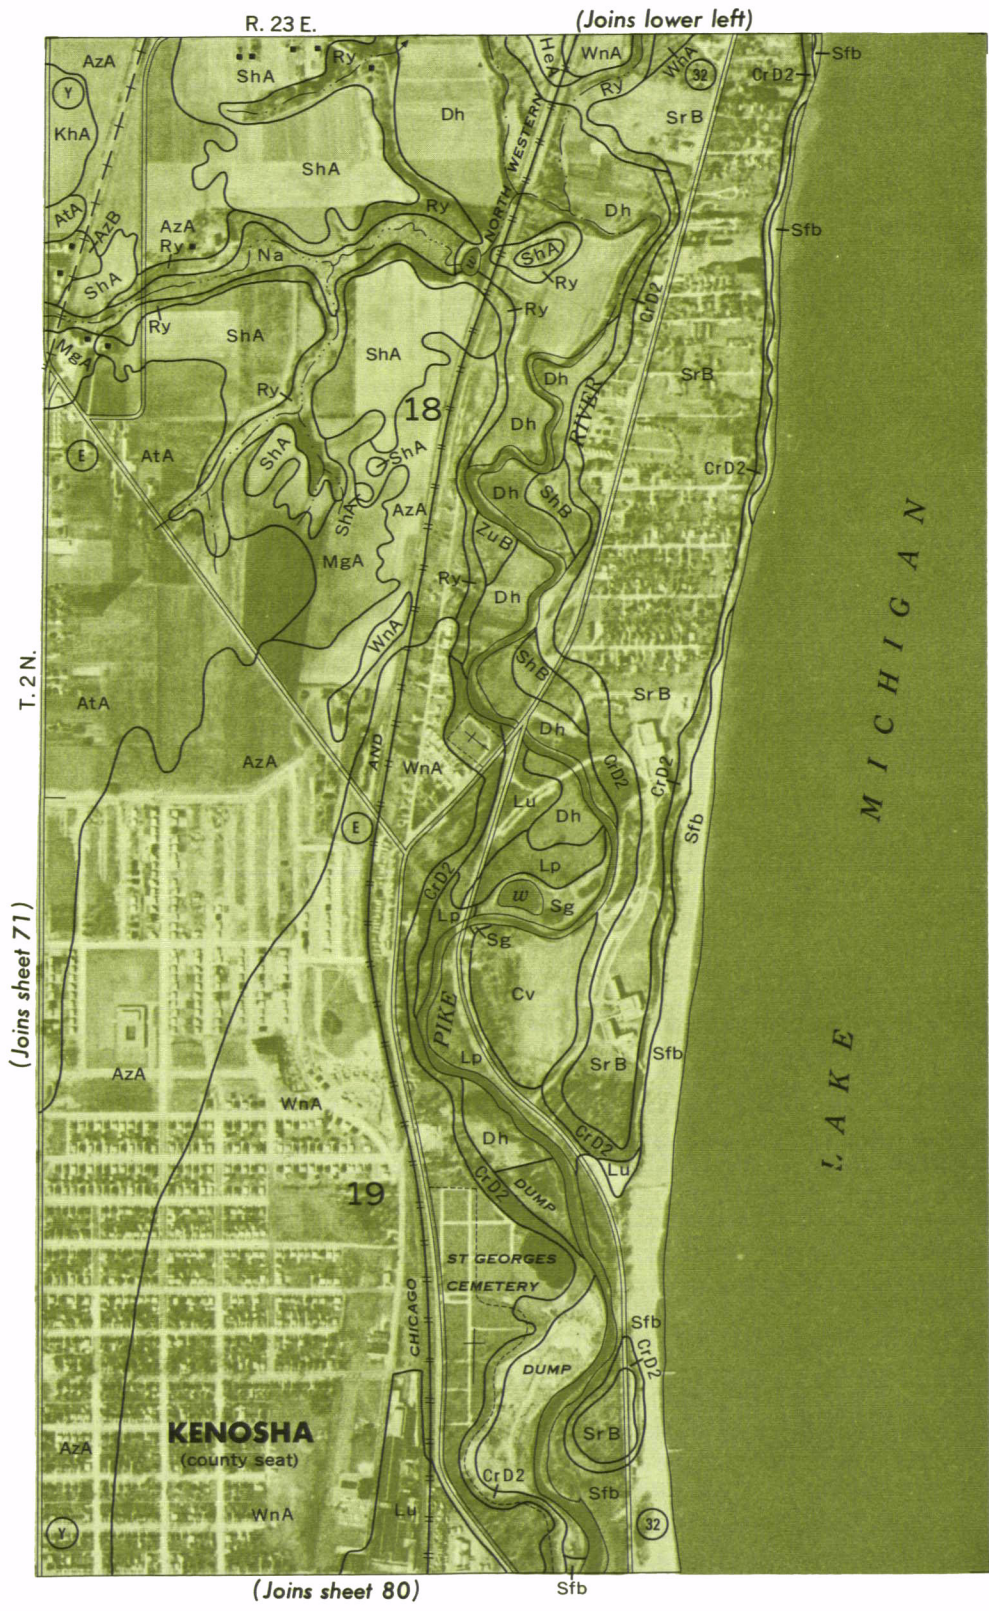 R. 23 E.
(Joins lower left)
AzA
Y
KhA
ShA
Ry
Dh
HeA
WnA
WnA
Ry
32
CrD2
Sfb
SrB
NORTH WESTERN
ShA
AtA
AzB
AzA
Ry
Na
Ry
W
ShA
Ry
Dh
Sfb
ShA
Ry
MgA
ShA
ShA
Ry
CrD2
18
Ry
Dh
SrB
RIVER
E
AtA
ShA
ShA
ShA
AzA
Dh
Dh
ShB
CrD2
ZuB
MgA
Ry
Dh
WnA
ShB
SrB
T. 2 N.
AtA
AzA
AND
WnA
Dh
CrD2
CrD2
Lu
Dh
Sfb
E
Lp
CrD2
W
Sg
Lp
Sg
Cv
PIKE
Lp
SrB
Sfb
LAKE MICHIGAN
(Joins sheet 71)
AzA
WnA
Dh
CrD2
Lu
19
CrD2
DUMP
ST GEORGES
CEMETERY
CHICAGO
DUMP
Sfb
CrD2
SrB
KENOSHA
(county seat)
AzA
CrD2
Sfb
Y
WnA
Lu
32
(Joins sheet 80)
Sfb